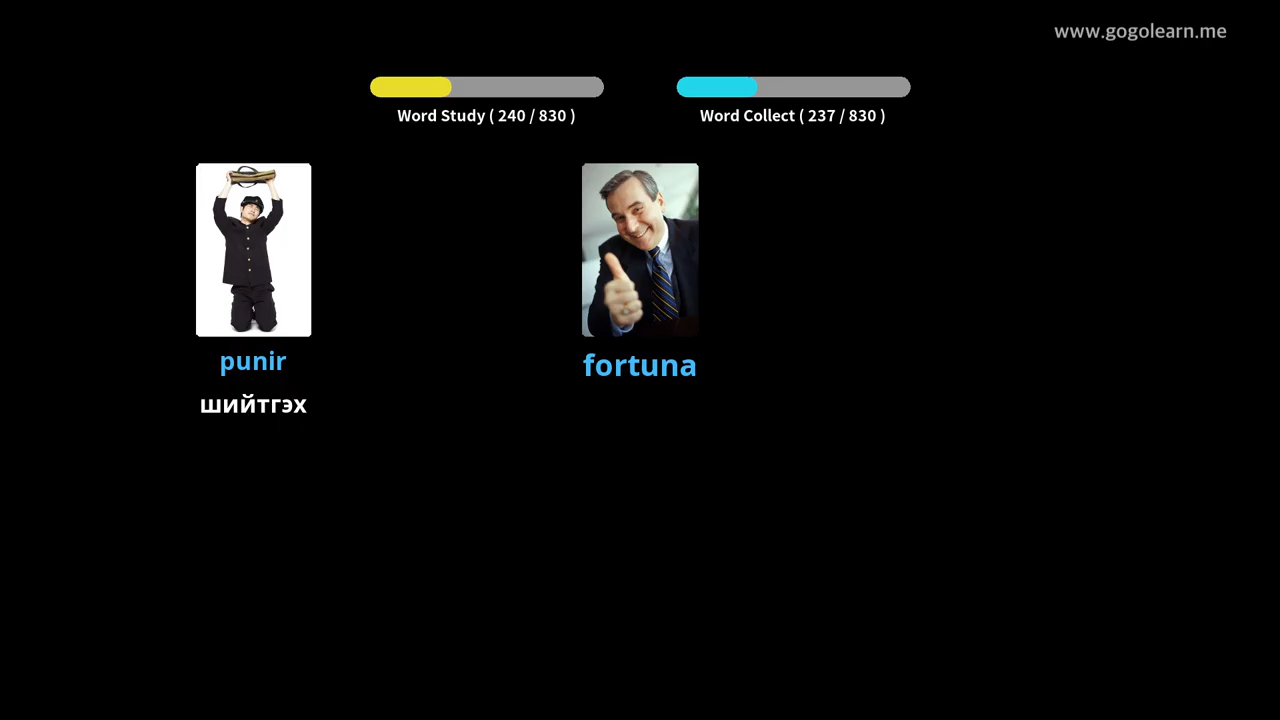 www.gogolearn.me
Word Study ( 240 / 830 )
Word Collect ( 237 / 830 )
punir
шийтгэх
fortuna